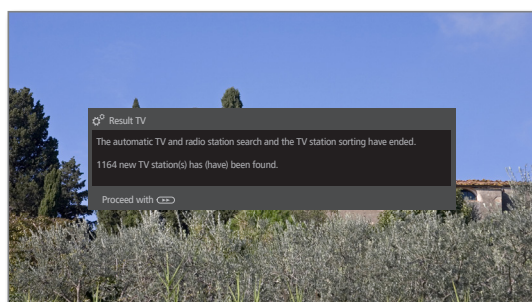 Result TV
The automatic TV and radio station search and the TV station sorting have ended.
1164 new TV station(s) has (have) been found.
Proceed with